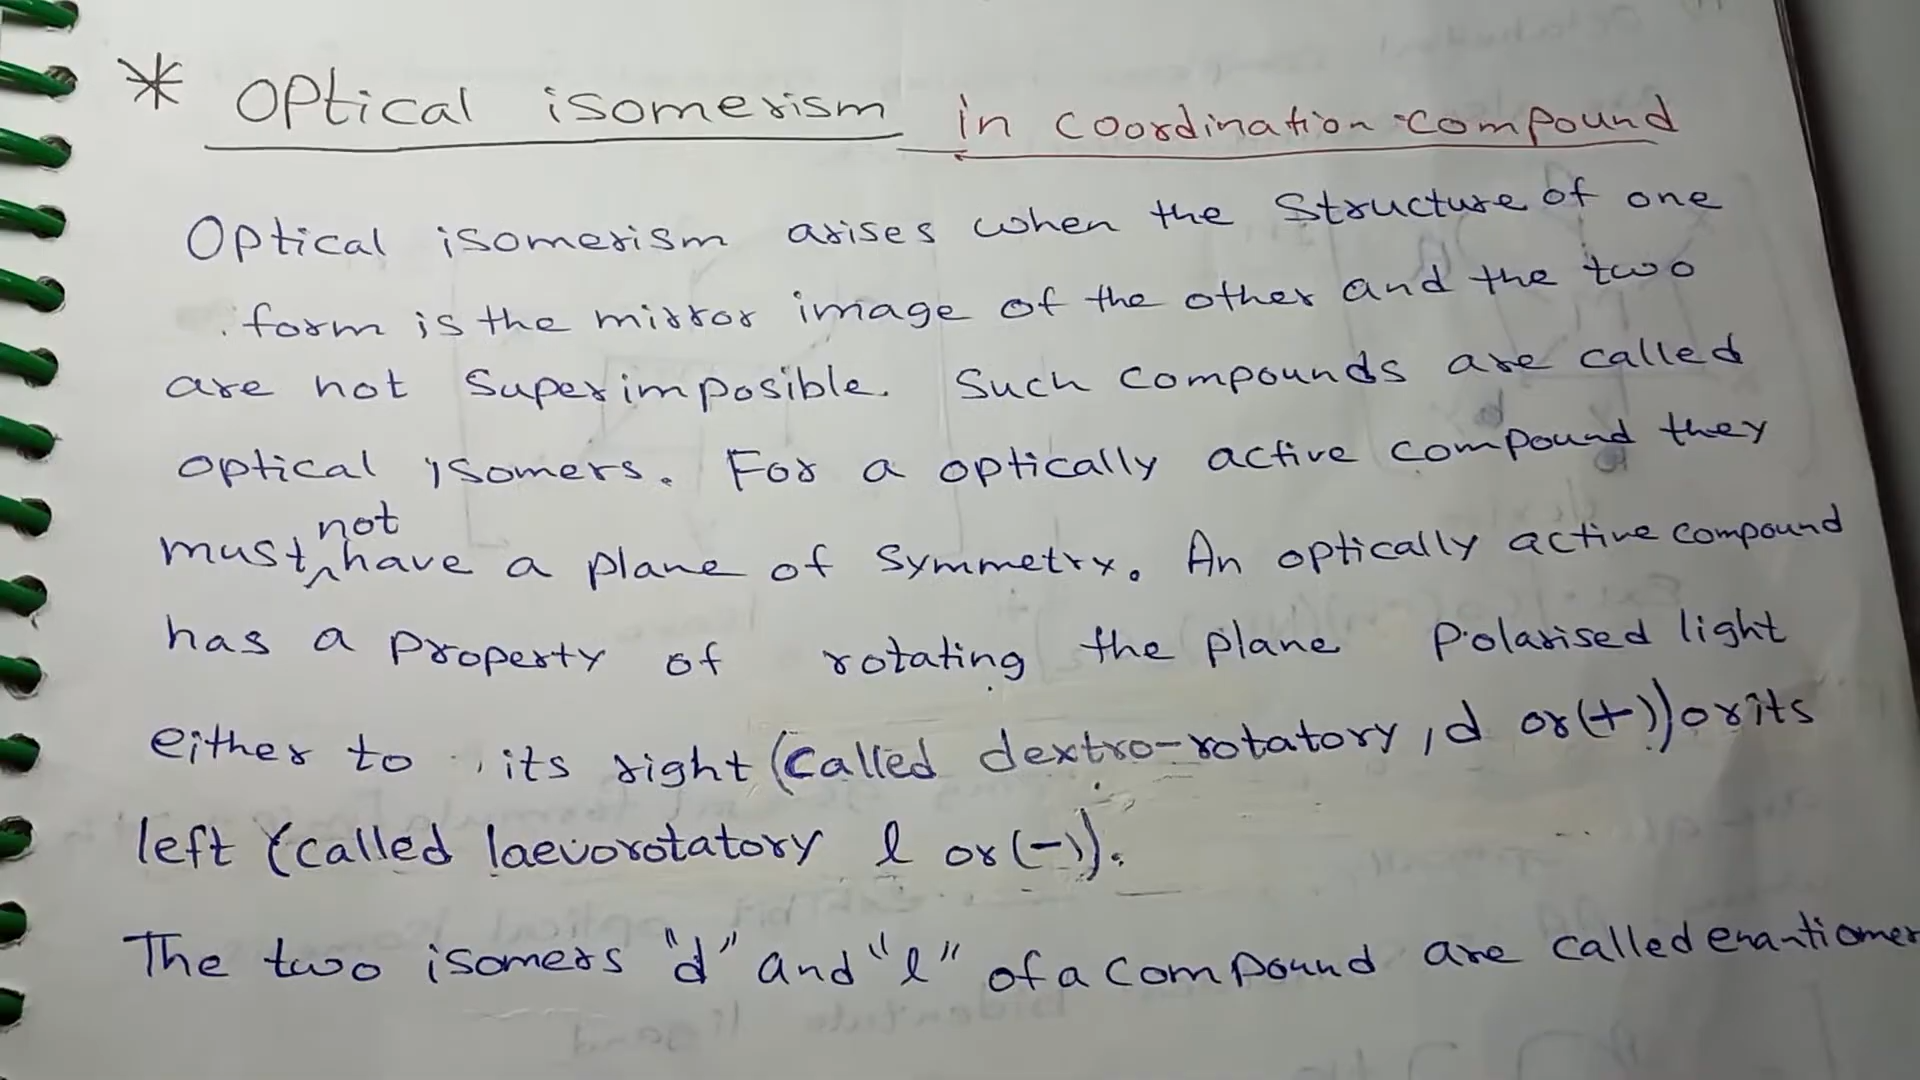 * Optical isomerism in coordination compound
Optical isomerism arises when the structure of one
form is the mirror image of the other and the two
are not superimposible. Such compounds are called
optical isomers. For a optically active compound they
must not have a plane of symmetry. An optically active compound
has a property of rotating the plane polarised light
either to its right (called dextro-rotatory, d or (+)) or its
left (called laevorotatory l or (-)).
The two isomers "d" and "l" of a compound are called enantiomer